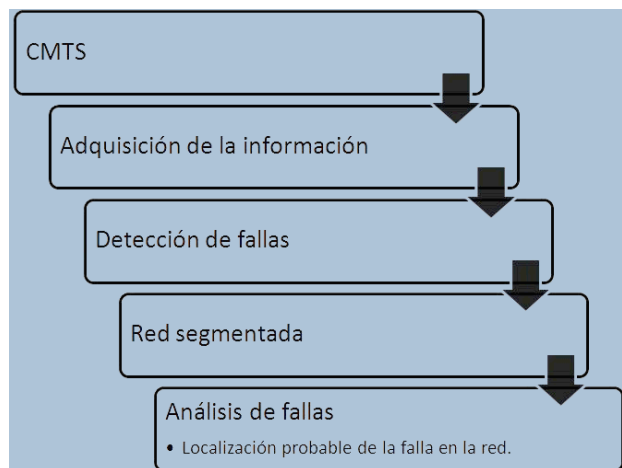 CMTS
Adquisición de la información
Detección de fallas
Red segmentada
Análisis de fallas
• Localización probable de la falla en la red.